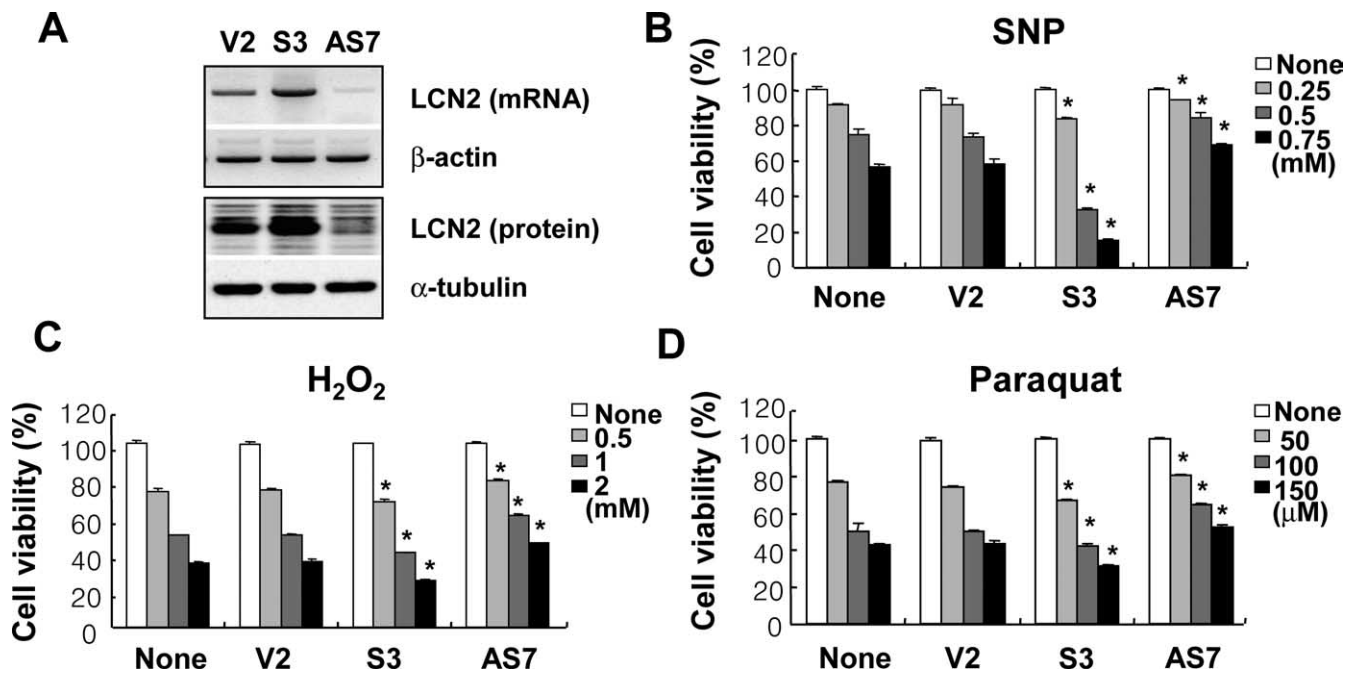 A
V2 S3 AS7
LCN2 (mRNA)
β-actin
LCN2 (protein)
α-tubulin
B
SNP
Cell viability (%)
120
100
80
60
40
20
0
None
0.25
0.5
0.75
(mM)
* * * * * *
None V2 S3 AS7
C
H₂O₂
Cell viability (%)
120
100
80
60
40
20
0
None
0.5
1
2
(mM)
* * * * * *
None V2 S3 AS7
D
Paraquat
Cell viability (%)
120
100
80
60
40
20
0
None
50
100
150
(μM)
* * * * * *
None V2 S3 AS7